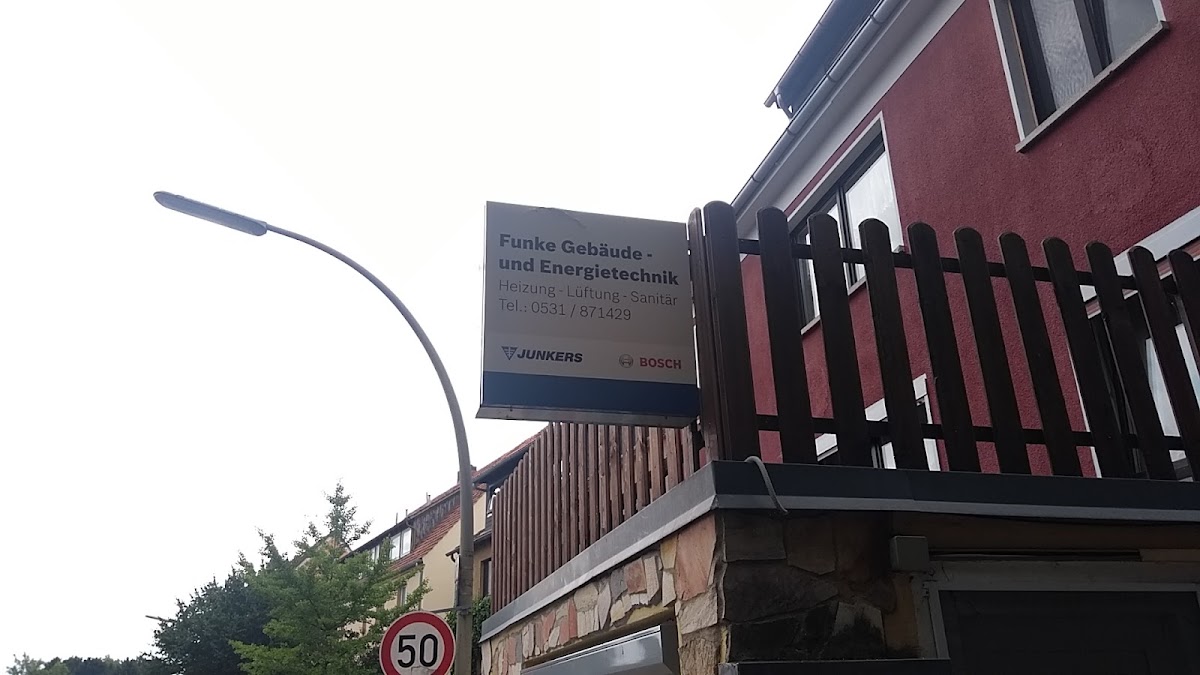 Funke Gebäude -
und Energietechnik
Heizung - Lüftung - Sanitär
Tel.: 0531 / 871429
JUNKERS BOSCH
50